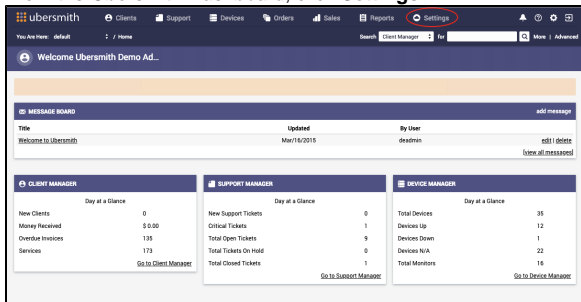 ubersmith Clients Support Devices Orders Sales Reports Settings
You Are Here: default / Home Search Client Manager for More | Advanced
Welcome Ubersmith Demo Ad...
MESSAGE BOARD add message
Title Updated By User
Welcome to Ubersmith Mar/16/2015 deadmin edit | delete
[view all messages]
CLIENT MANAGER
Day at a Glance
New Clients 0
Money Received $ 0.00
Overdue Invoices 135
Services 173
Go to Client Manager
SUPPORT MANAGER
Day at a Glance
New Support Tickets 0
Critical Tickets 1
Total Open Tickets 9
Total Tickets On Hold 0
Total Closed Tickets 1
Go to Support Manager
DEVICE MANAGER
Day at a Glance
Total Devices 35
Devices Up 12
Devices Down 1
Devices N/A 22
Total Monitors 16
Go to Device Manager